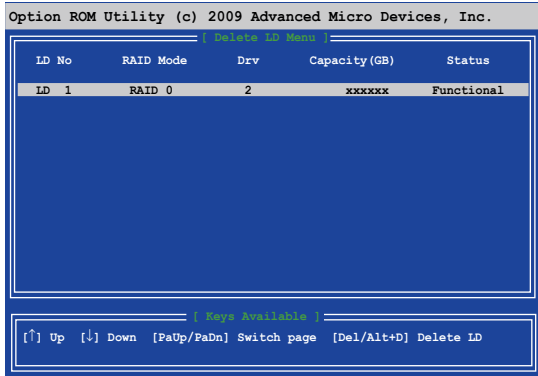 Option ROM Utility (c) 2009 Advanced Micro Devices, Inc.
[ Delete LD Menu ]
LD No RAID Mode Drv Capacity(GB) Status
LD 1 RAID 0 2 xxxxxx Functional
[ Keys Available ]
[↑] Up [↓] Down [PaUp/PaDn] Switch page [Del/Alt+D] Delete LD